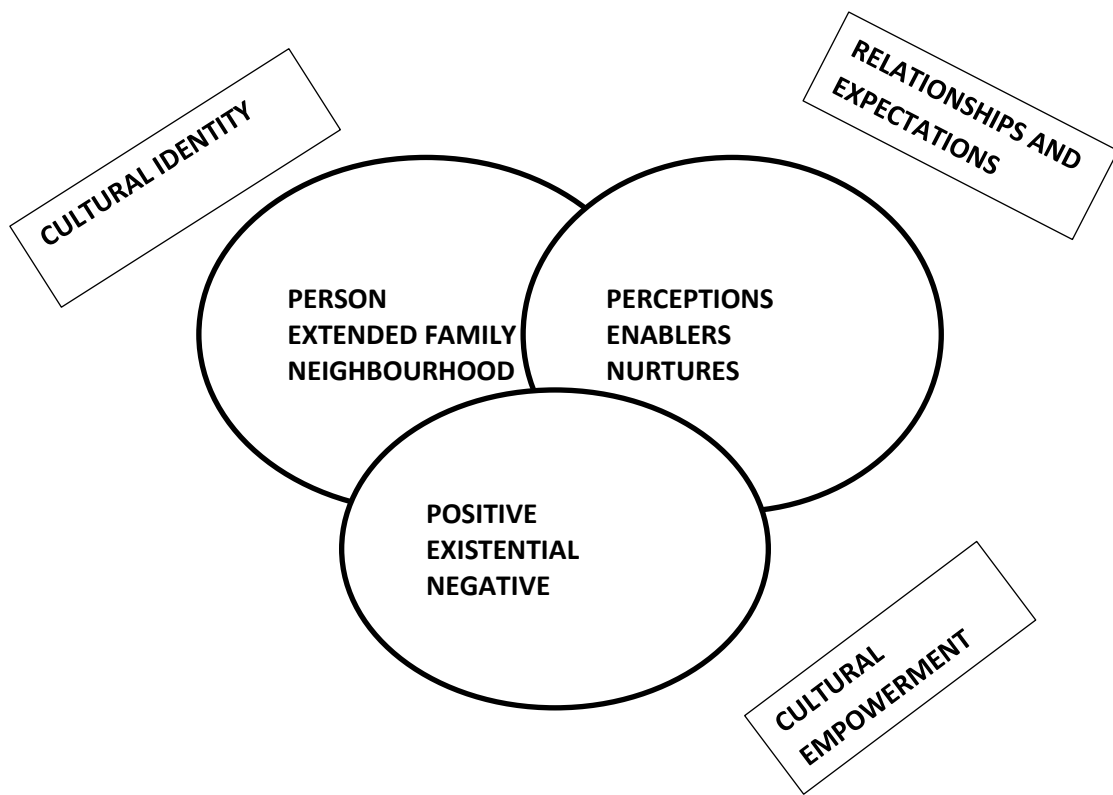 CULTURAL IDENTITY
RELATIONSHIPS AND
EXPECTATIONS
PERSON
EXTENDED FAMILY
NEIGHBOURHOOD
PERCEPTIONS
ENABLERS
NURTURES
POSITIVE
EXISTENTIAL
NEGATIVE
CULTURAL
EMPOWERMENT